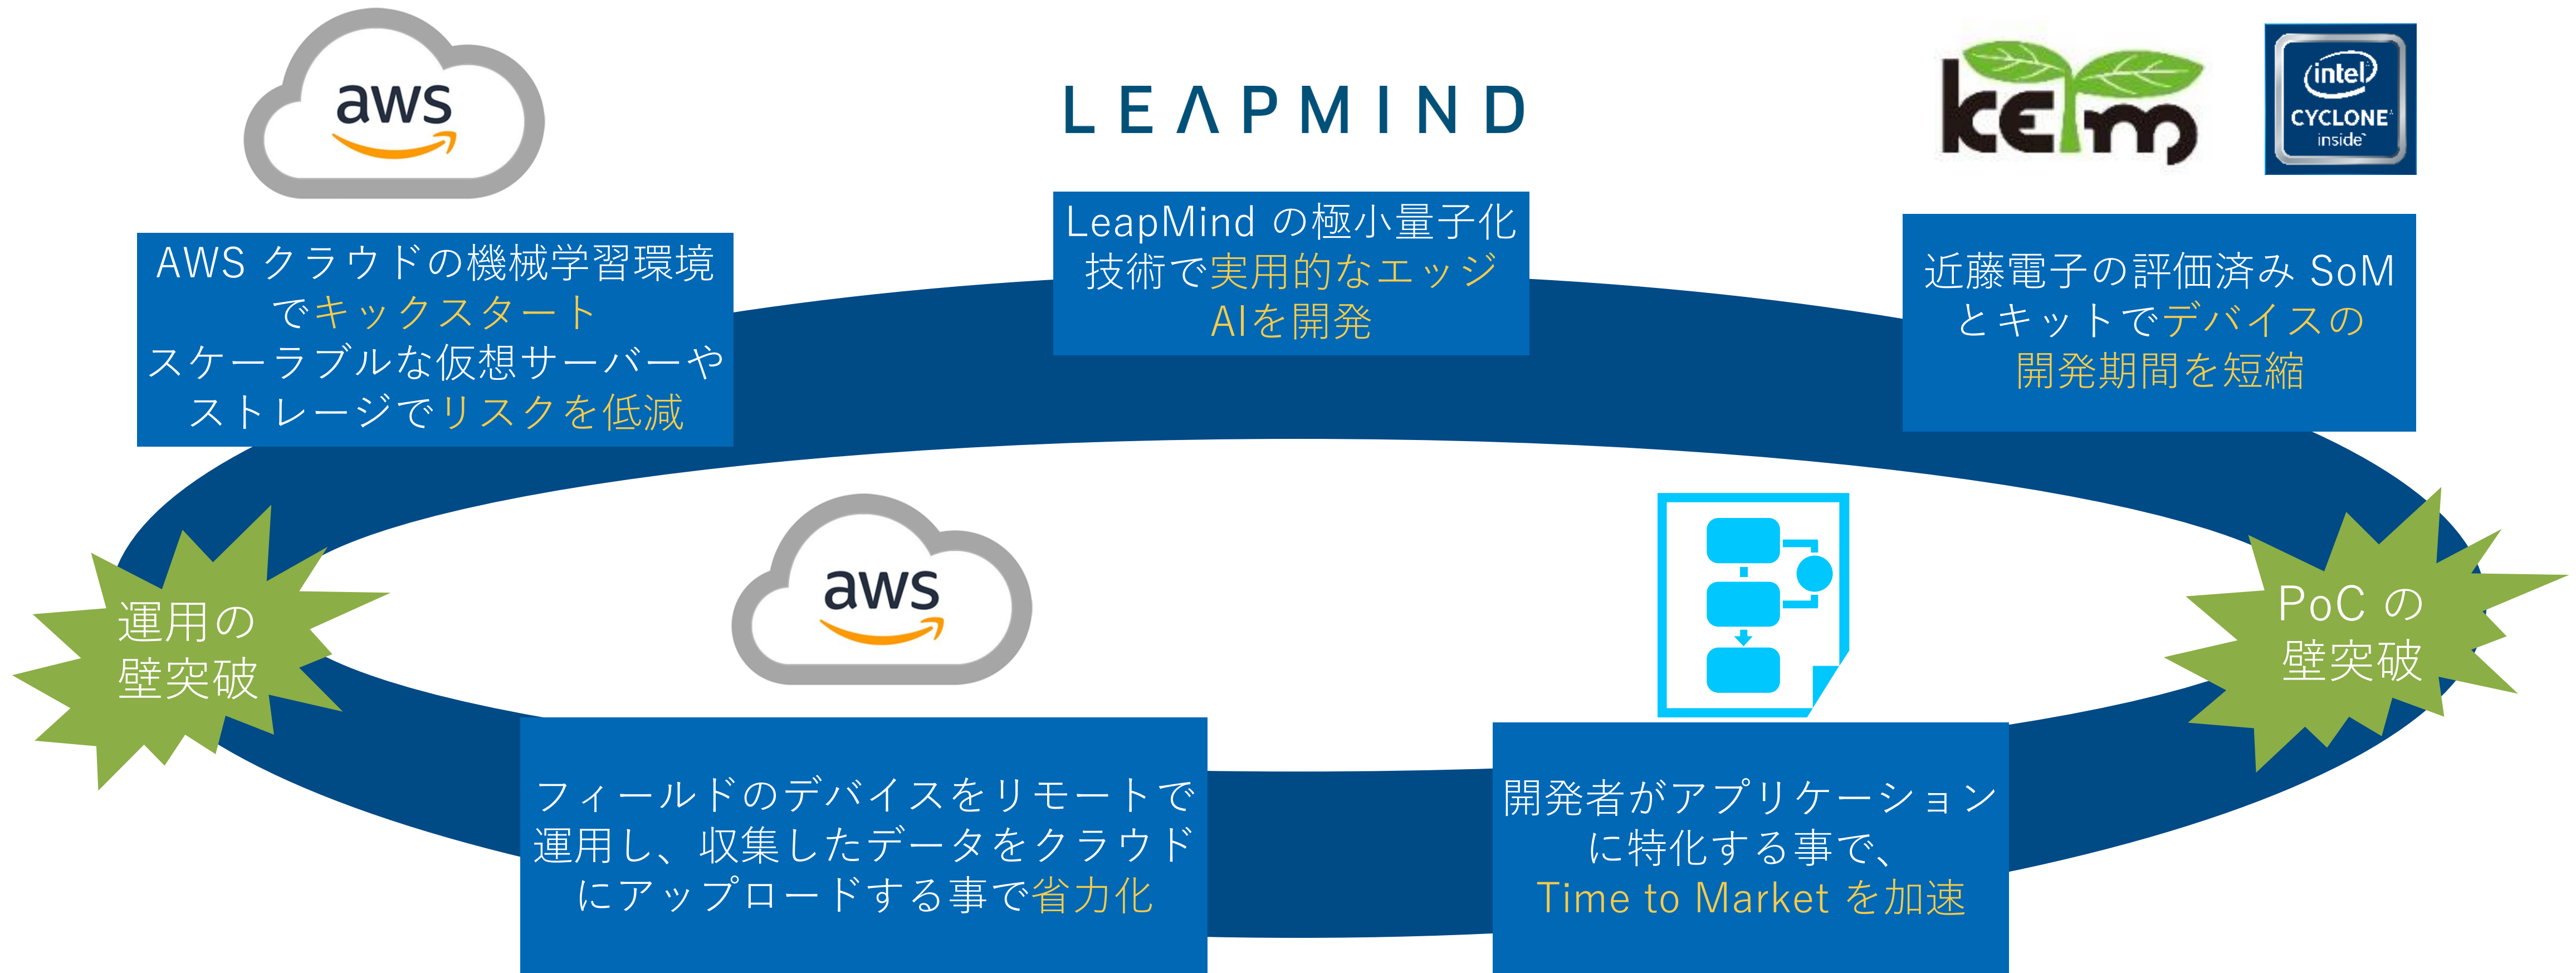 aws
LEAPMIND
keim
intel
CYCLONE
inside
AWS クラウドの機械学習環境
でキックスタート
スケーラブルな仮想サーバーや
ストレージでリスクを低減
LeapMind の極小量子化
技術で実用的なエッジ
AIを開発
近藤電子の評価済み SoM
とキットでデバイスの
開発期間を短縮
運用の
壁突破
aws
PoC の
壁突破
フィールドのデバイスをリモートで
運用し、収集したデータをクラウド
にアップロードする事で省力化
開発者がアプリケーション
に特化する事で、
Time to Market を加速